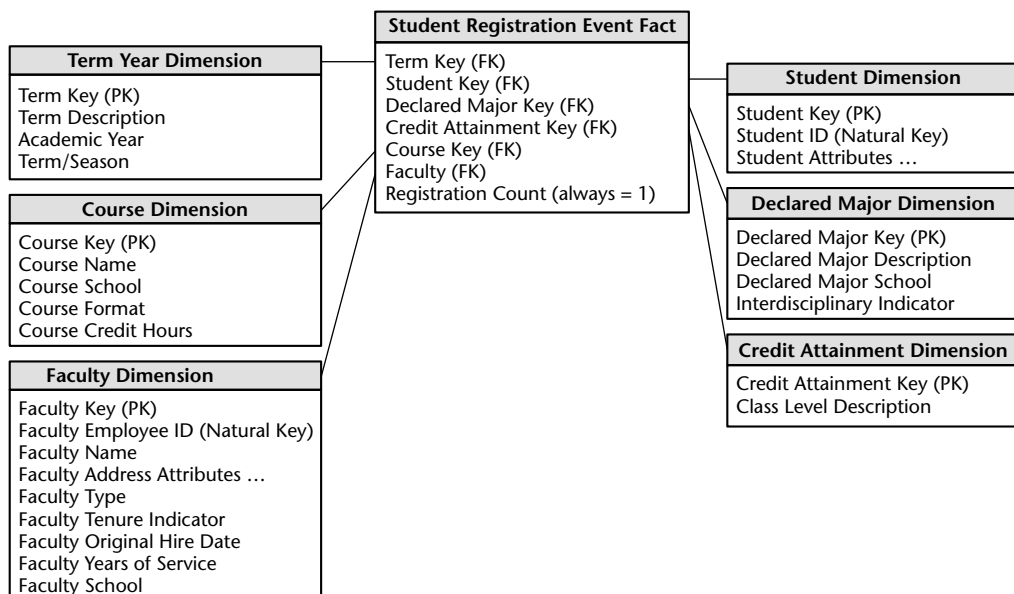 Student Registration Event Fact
Term Key (FK)
Student Key (FK)
Declared Major Key (FK)
Credit Attainment Key (FK)
Course Key (FK)
Faculty (FK)
Registration Count (always = 1)
Term Year Dimension
Term Key (PK)
Term Description
Academic Year
Term/Season
Course Dimension
Course Key (PK)
Course Name
Course School
Course Format
Course Credit Hours
Faculty Dimension
Faculty Key (PK)
Faculty Employee ID (Natural Key)
Faculty Name
Faculty Address Attributes …
Faculty Type
Faculty Tenure Indicator
Faculty Original Hire Date
Faculty Years of Service
Faculty School
Student Dimension
Student Key (PK)
Student ID (Natural Key)
Student Attributes …
Declared Major Dimension
Declared Major Key (PK)
Declared Major Description
Declared Major School
Interdisciplinary Indicator
Credit Attainment Dimension
Credit Attainment Key (PK)
Class Level Description